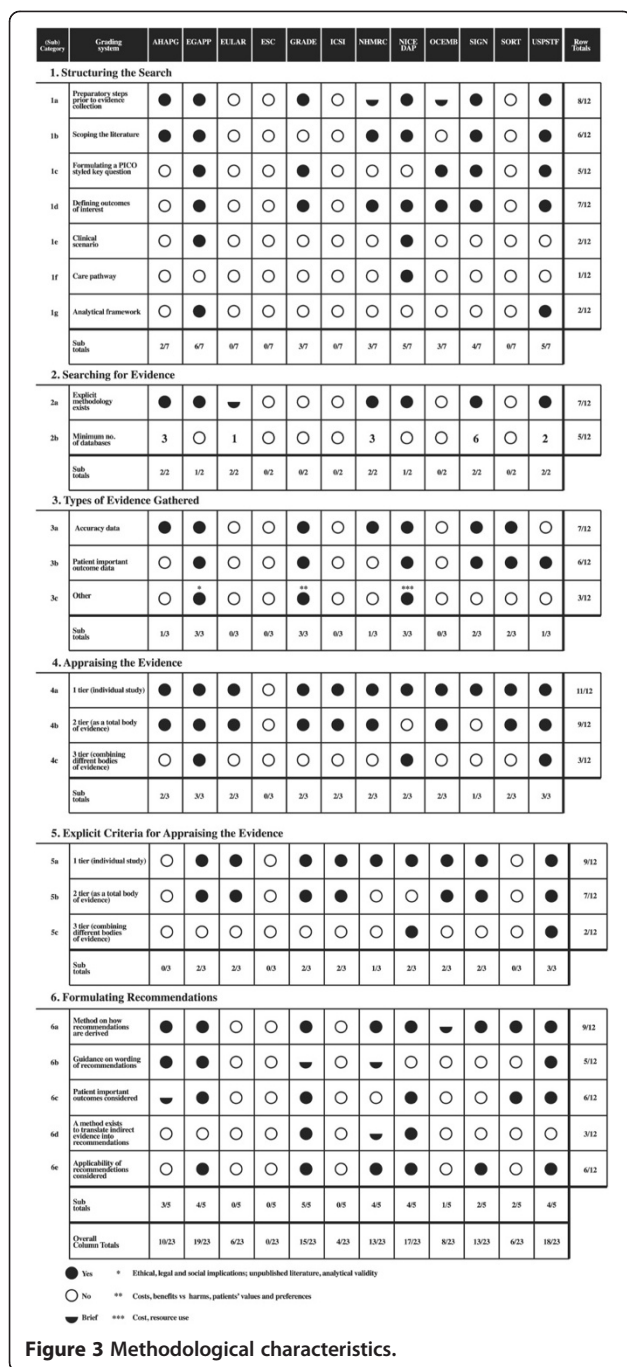 (Sub) Category Grading system AHAPG EGAPP EULAR ESC GRADE ICSI NHMRC NICE DAP OCEMB SIGN SORT USPSTF Row Totals
1. Structuring the Search
1a Preparatory steps prior to evidence collection 8/12
1b Scoping the literature 6/12
1c Formulating a PICO styled key question 5/12
1d Defining outcomes of interest 7/12
1e Clinical scenario 2/12
1f Care pathway 1/12
1g Analytical framework 2/12
Sub totals 2/7 6/7 0/7 0/7 3/7 0/7 3/7 5/7 3/7 4/7 0/7 5/7
2. Searching for Evidence
2a Explicit methodology exists 7/12
2b Minimum no. of databases 3 1 3 6 2 5/12
Sub totals 2/2 1/2 2/2 0/2 0/2 0/2 2/2 1/2 0/2 2/2 0/2 2/2
3. Types of Evidence Gathered
3a Accuracy data 7/12
3b Patient important outcome data 6/12
3c Other * ** *** 3/12
Sub totals 1/3 3/3 0/3 0/3 3/3 0/3 1/3 3/3 0/3 2/3 2/3 1/3
4. Appraising the Evidence
4a 1 tier (individual study) 11/12
4b 2 tier (as a total body of evidence) 9/12
4c 3 tier (combining diffrent bodies of evidence) 3/12
Sub totals 2/3 3/3 2/3 0/3 2/3 2/3 2/3 2/3 2/3 1/3 2/3 3/3
5. Explicit Criteria for Appraising the Evidence
5a 1 tier (individual study) 9/12
5b 2 tier (as a total body of evidence) 7/12
5c 3 tier (combining different bodies of evidence) 2/12
Sub totals 0/3 2/3 2/3 0/3 2/3 2/3 1/3 2/3 2/3 2/3 0/3 3/3
6. Formulating Recommendations
6a Method on how recommendations are derived 9/12
6b Guidance on wording of recommendations 5/12
6c Patient important outcomes considered 6/12
6d A method exists to translate indirect evidence into recommendations 3/12
6e Applicability of recommendetions considered 6/12
Sub totals 3/5 4/5 0/5 0/5 5/5 0/5 4/5 4/5 1/5 2/5 2/5 4/5
Overall Column Totals 10/23 19/23 6/23 0/23 15/23 4/23 13/23 17/23 8/23 13/23 6/23 18/23
Yes * Ethical, legal and social implications; unpublished literature, analytical validity
No ** Costs, benefits vs harms, patients' values and preferences
Brief *** Cost, resource use
Figure 3 Methodological characteristics.